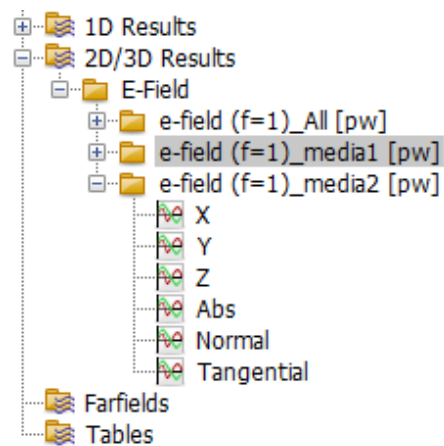 1D Results
2D/3D Results
E-Field
e-field (f=1)_All [pw]
e-field (f=1)_media1 [pw]
e-field (f=1)_media2 [pw]
X
Y
Z
Abs
Normal
Tangential
Farfields
Tables